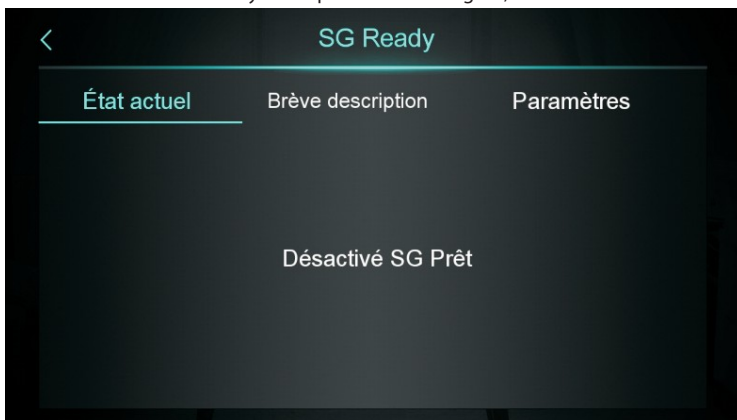 SG Ready
État actuel Brève description Paramètres
Désactivé SG Prêt